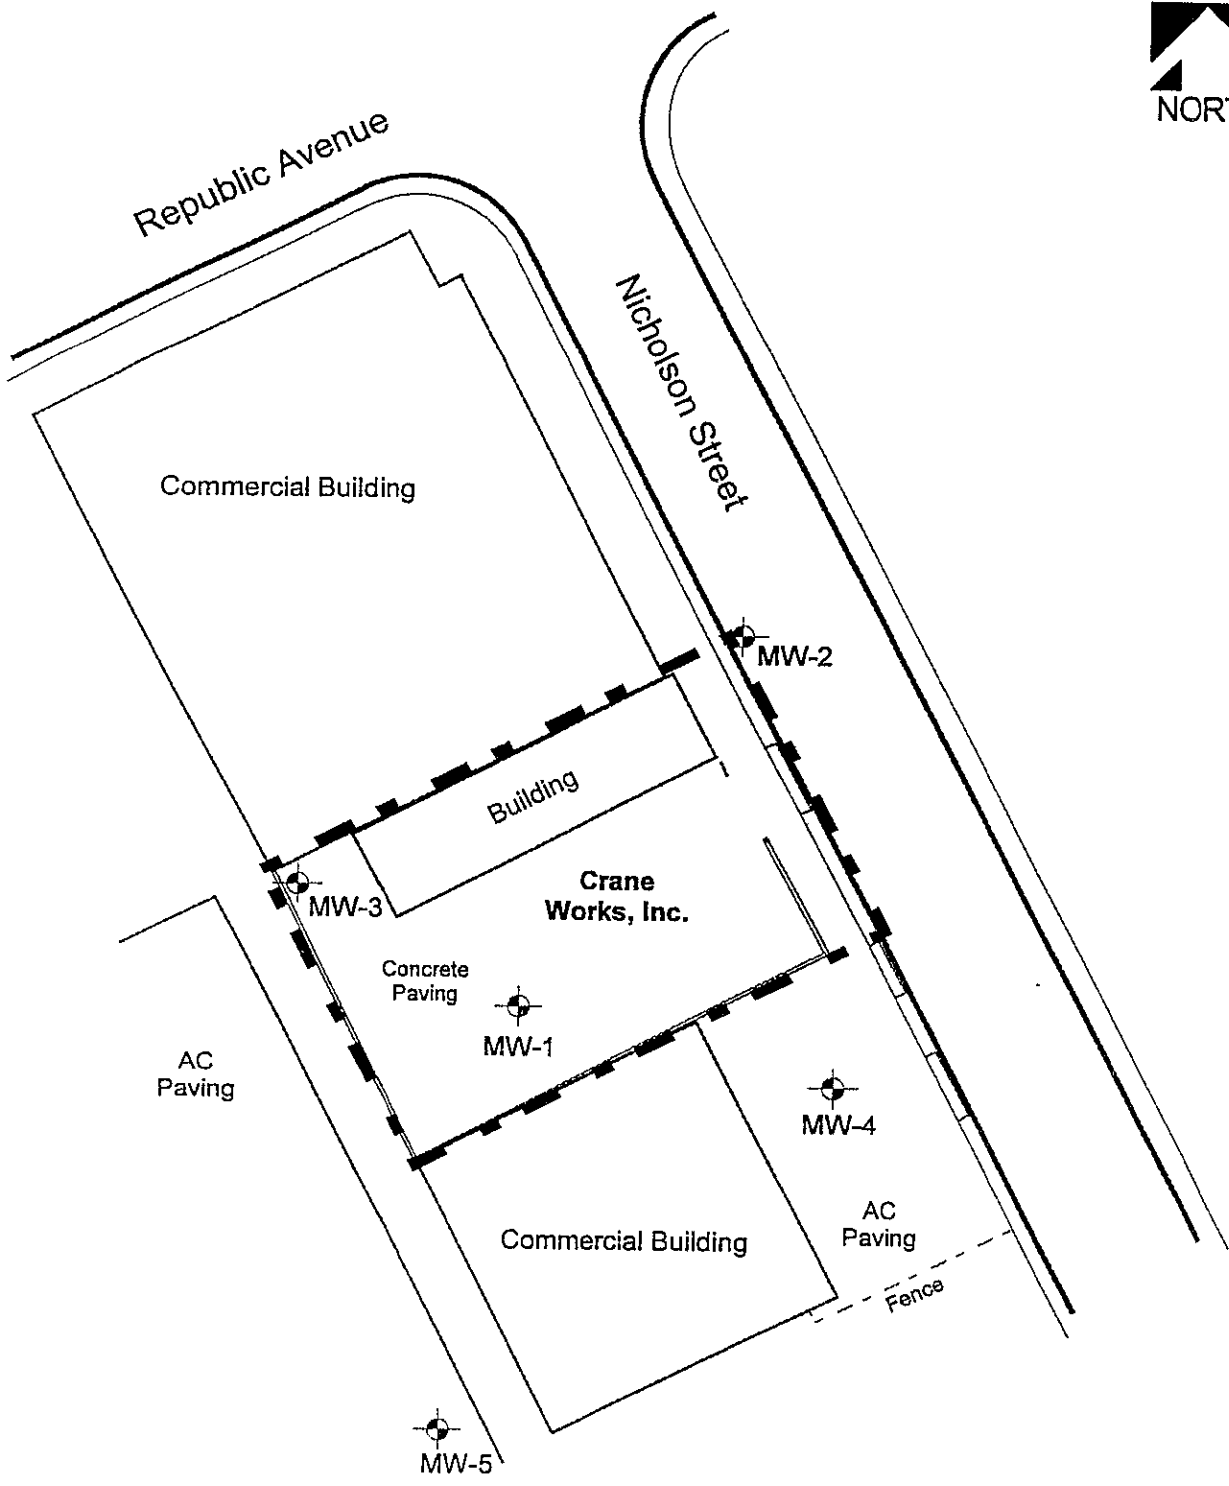 NORT
Republic Avenue
Nicholson Street
Commercial Building
MW-2
Building
Crane
Works, Inc.
MW-3
Concrete
Paving
MW-1
AC
Paving
MW-4
AC
Paving
Commercial Building
Fence
MW-5